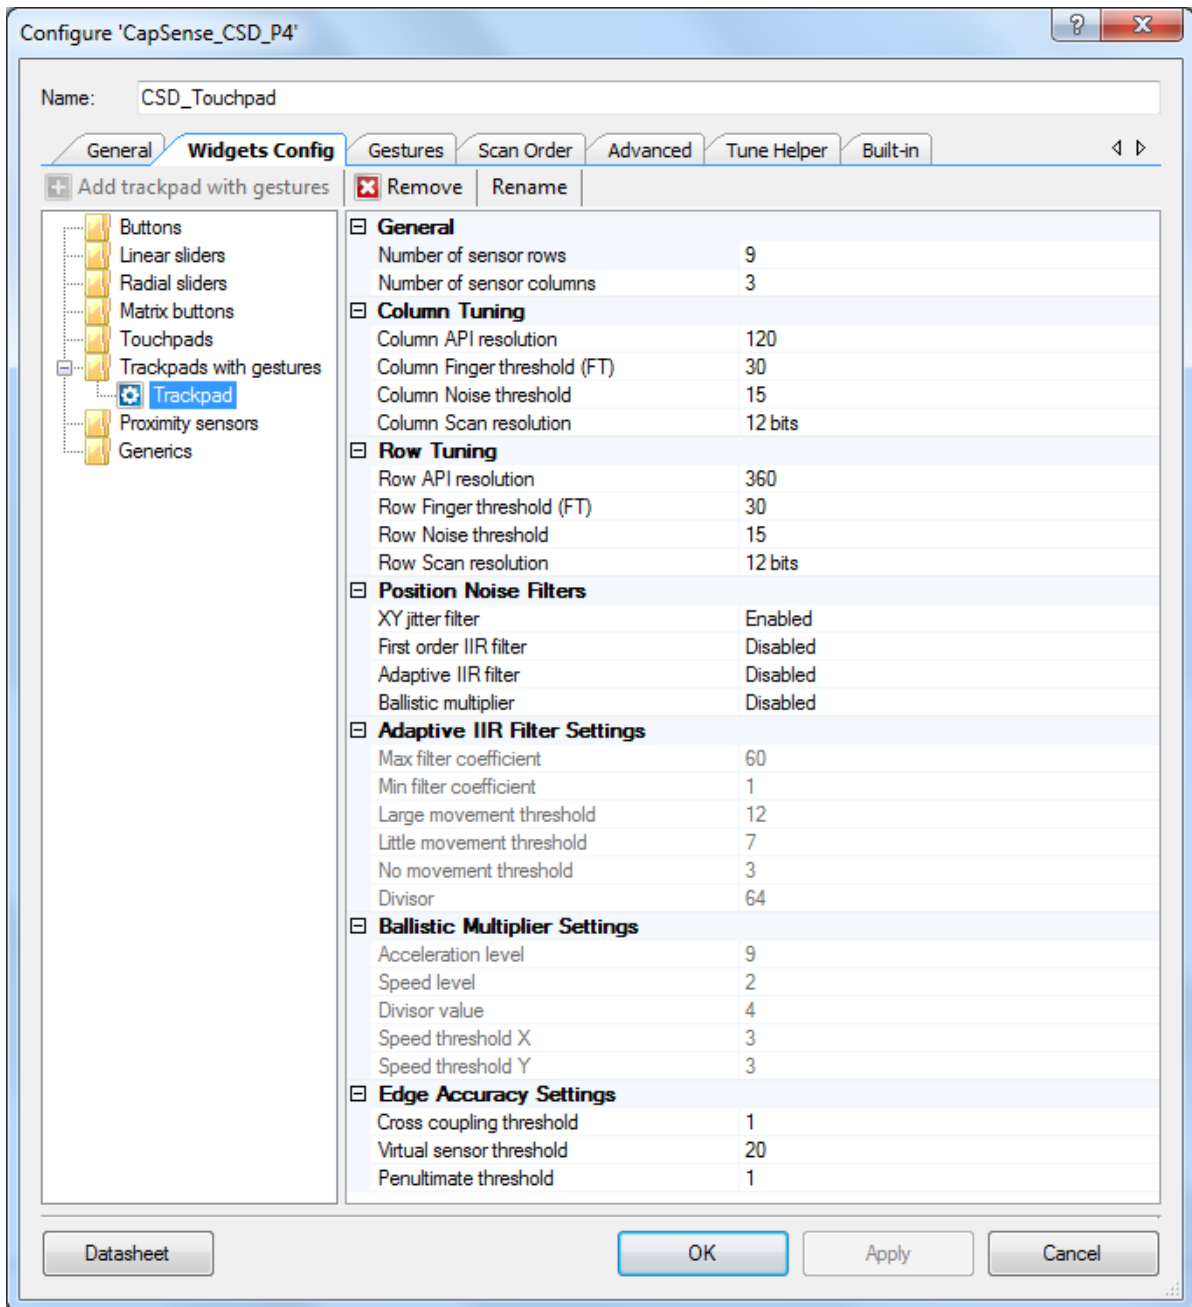 Configure 'CapSense_CSD_P4'
Name: CSD_Touchpad
General Widgets Config Gestures Scan Order Advanced Tune Helper Built-in
Add trackpad with gestures Remove Rename
Buttons
Linear sliders
Radial sliders
Matrix buttons
Touchpads
Trackpads with gestures
Trackpad
Proximity sensors
Generics
General
Number of sensor rows 9
Number of sensor columns 3
Column Tuning
Column API resolution 120
Column Finger threshold (FT) 30
Column Noise threshold 15
Column Scan resolution 12 bits
Row Tuning
Row API resolution 360
Row Finger threshold (FT) 30
Row Noise threshold 15
Row Scan resolution 12 bits
Position Noise Filters
XY jitter filter Enabled
First order IIR filter Disabled
Adaptive IIR filter Disabled
Ballistic multiplier Disabled
Adaptive IIR Filter Settings
Max filter coefficient 60
Min filter coefficient 1
Large movement threshold 12
Little movement threshold 7
No movement threshold 3
Divisor 64
Ballistic Multiplier Settings
Acceleration level 9
Speed level 2
Divisor value 4
Speed threshold X 3
Speed threshold Y 3
Edge Accuracy Settings
Cross coupling threshold 1
Virtual sensor threshold 20
Penultimate threshold 1
Datasheet OK Apply Cancel